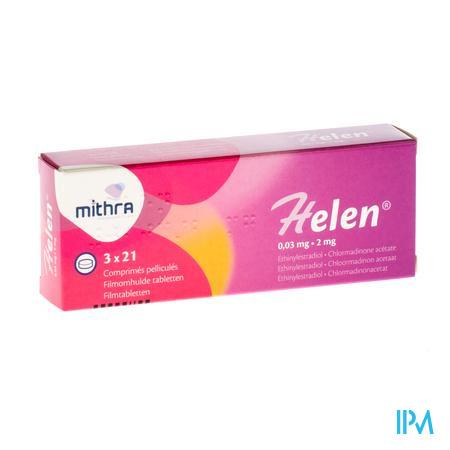 mithra
3 x 21
Comprimés pelliculés
Filmomhulde tabletten
Filmtabletten
Helen®
0,03 mg - 2 mg
Ethinylestradiol - Chlormadinone acétate
Ethinylestradiol - Chloormadinon acetaat
Ethinylestradiol - Chlormadinonacetat
Helen®
IPM